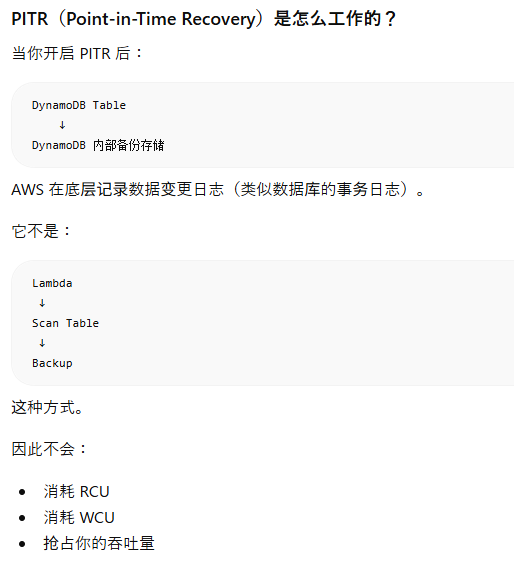 PITR（Point-in-Time Recovery）是怎么工作的？
当你开启 PITR 后：
DynamoDB Table
↓
DynamoDB 内部备份存储
AWS 在底层记录数据变更日志（类似数据库的事务日志）。
它不是：
Lambda
↓
Scan Table
↓
Backup
这种方式。
因此不会：
• 消耗 RCU
• 消耗 WCU
• 抢占你的吞吐量